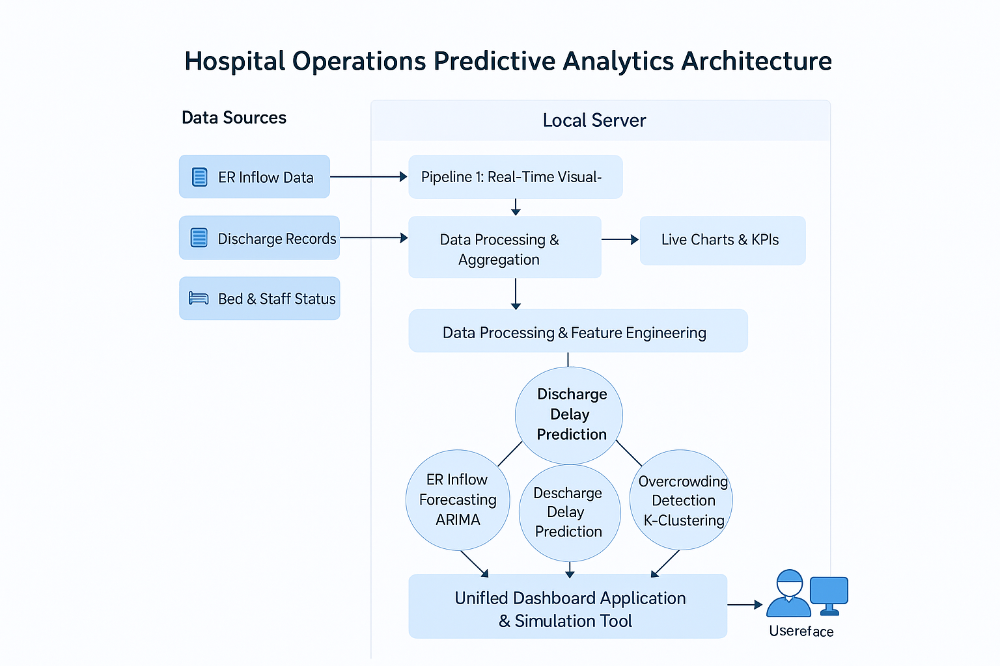 Hospital Operations Predictive Analytics Architecture
Data Sources
Local Server
ER Inflow Data
Pipeline 1: Real-Time Visual-
Discharge Records
Data Processing &
Aggregation
Live Charts & KPIs
Bed & Staff Status
Data Processing & Feature Engineering
Discharge
Delay
Prediction
ER Inflow
Forecasting
ARIMA
Descharge
Delay
Prediction
Overcrowding
Detection
K-Clustering
Unifled Dashboard Application
& Simulation Tool
Usereface